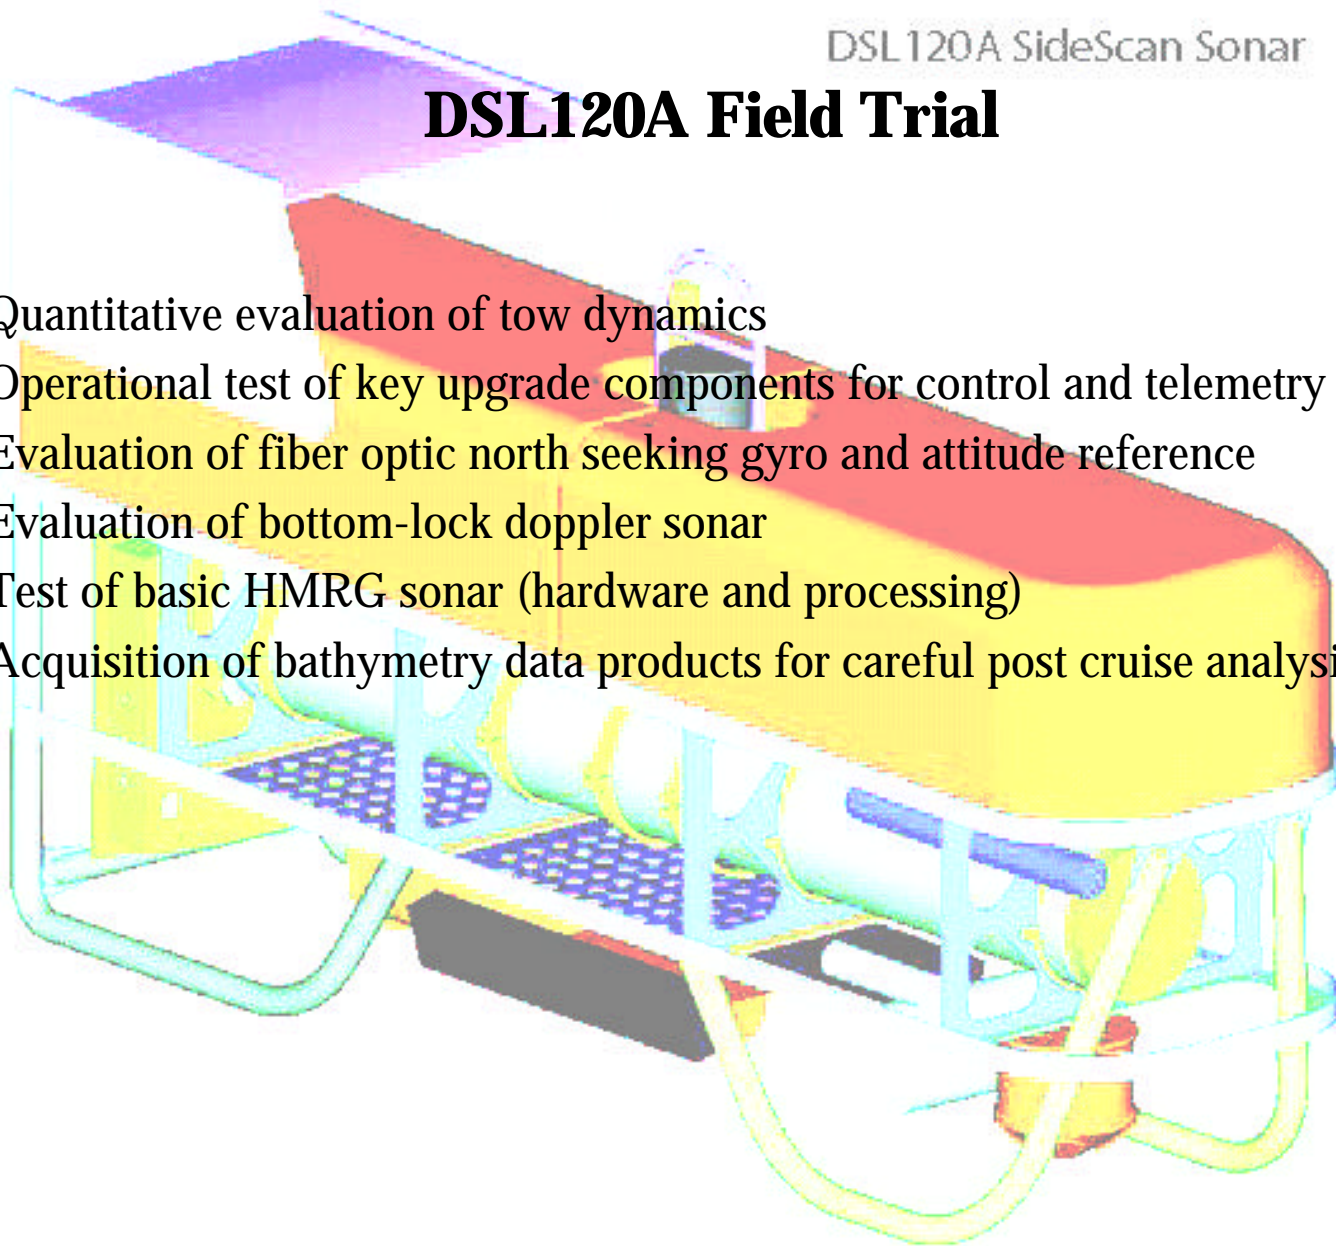 DSL120A SideScan Sonar
DSL120A Field Trial
Quantitative evaluation of tow dynamics
Operational test of key upgrade components for control and telemetry
Evaluation of fiber optic north seeking gyro and attitude reference
Evaluation of bottom-lock doppler sonar
Test of basic HMRG sonar (hardware and processing)
Acquisition of bathymetry data products for careful post cruise analysi